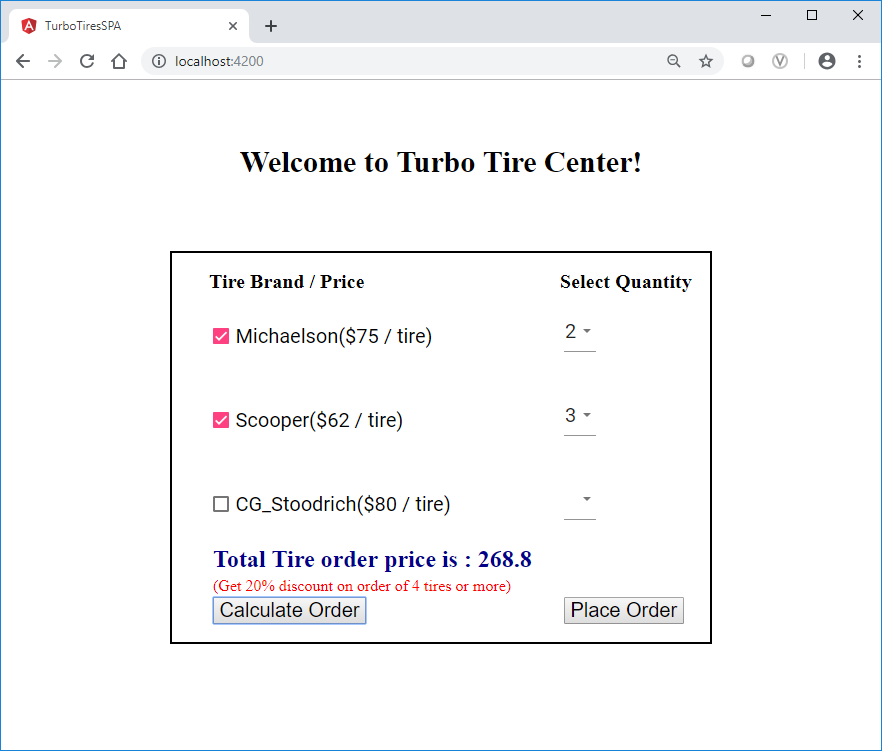 TurboTiresSPA
localhost:4200
Welcome to Turbo Tire Center!
Tire Brand / Price Select Quantity
Michaelson($75 / tire) 2
Scooper($62 / tire) 3
CG_Stoodrich($80 / tire)
Total Tire order price is : 268.8
(Get 20% discount on order of 4 tires or more)
Calculate Order Place Order